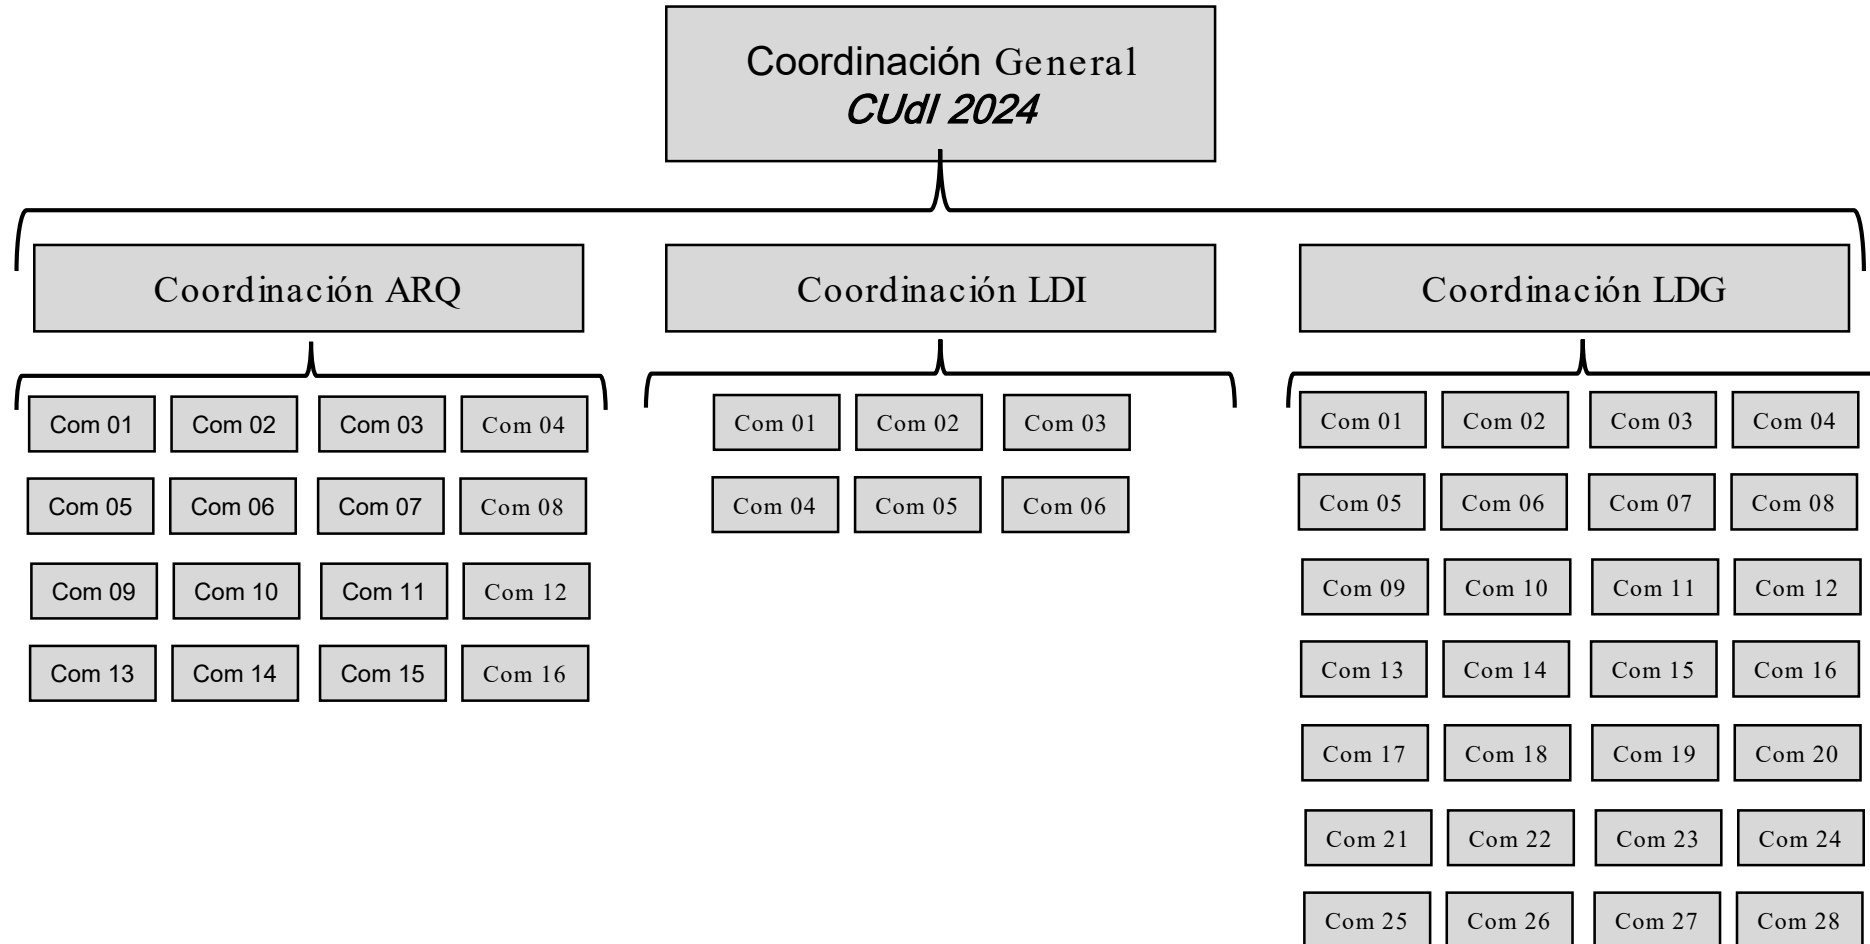 Coordinación General
CUdI 2024
Coordinación ARQ
Coordinación LDI
Coordinación LDG
Com 01 Com 02 Com 03 Com 04
Com 05 Com 06 Com 07 Com 08
Com 09 Com 10 Com 11 Com 12
Com 13 Com 14 Com 15 Com 16
Com 01 Com 02 Com 03
Com 04 Com 05 Com 06
Com 01 Com 02 Com 03 Com 04
Com 05 Com 06 Com 07 Com 08
Com 09 Com 10 Com 11 Com 12
Com 13 Com 14 Com 15 Com 16
Com 17 Com 18 Com 19 Com 20
Com 21 Com 22 Com 23 Com 24
Com 25 Com 26 Com 27 Com 28